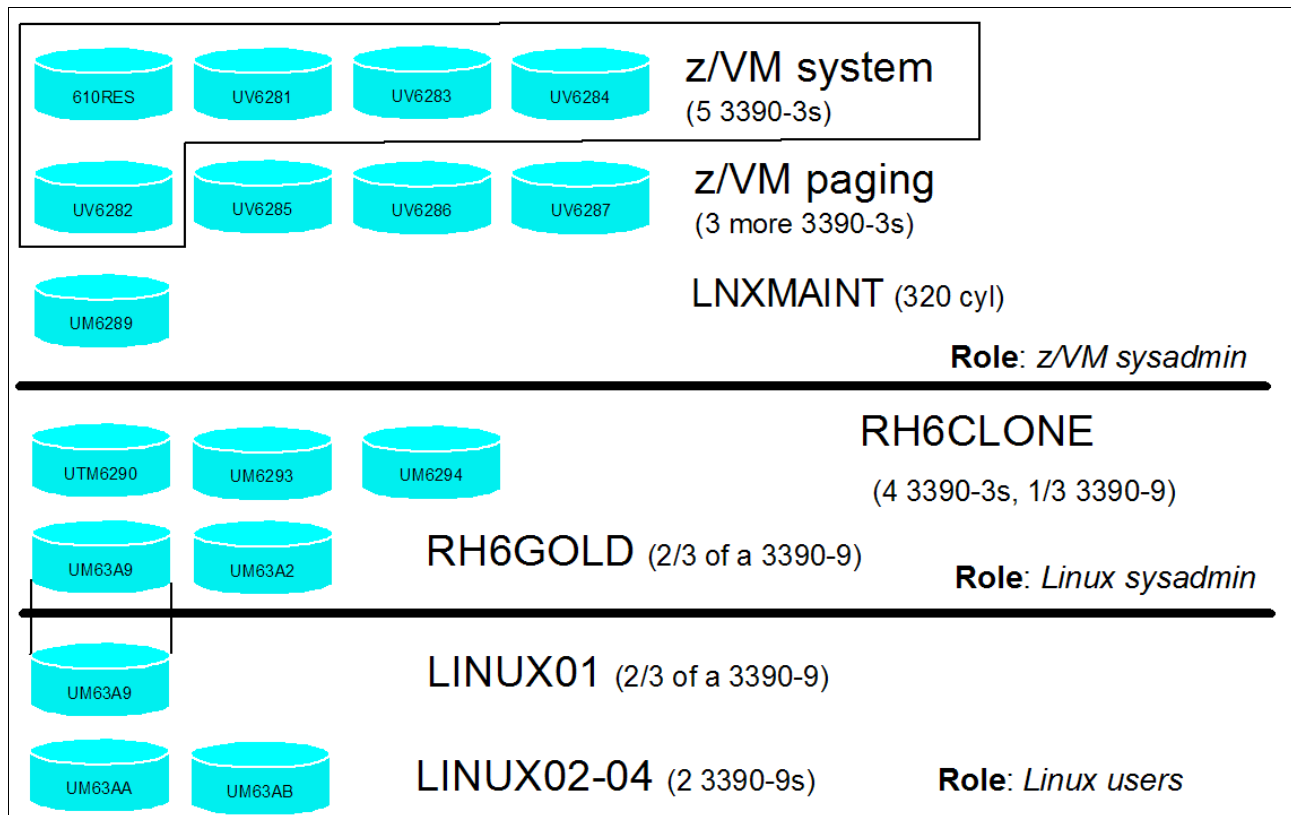 610RES UV6281 UV6283 UV6284 z/VM system
(5 3390-3s)
UV6282 UV6285 UV6286 UV6287 z/VM paging
(3 more 3390-3s)
UM6289 LNXMAINT (320 cyl)
Role: z/VM sysadmin
RH6CLONE
UTM6290 UM6293 UM6294
(4 3390-3s, 1/3 3390-9)
UM63A9 UM63A2 RH6GOLD (2/3 of a 3390-9)
Role: Linux sysadmin
UM63A9 LINUX01 (2/3 of a 3390-9)
UM63AA UM63AB LINUX02-04 (2 3390-9s) Role: Linux users